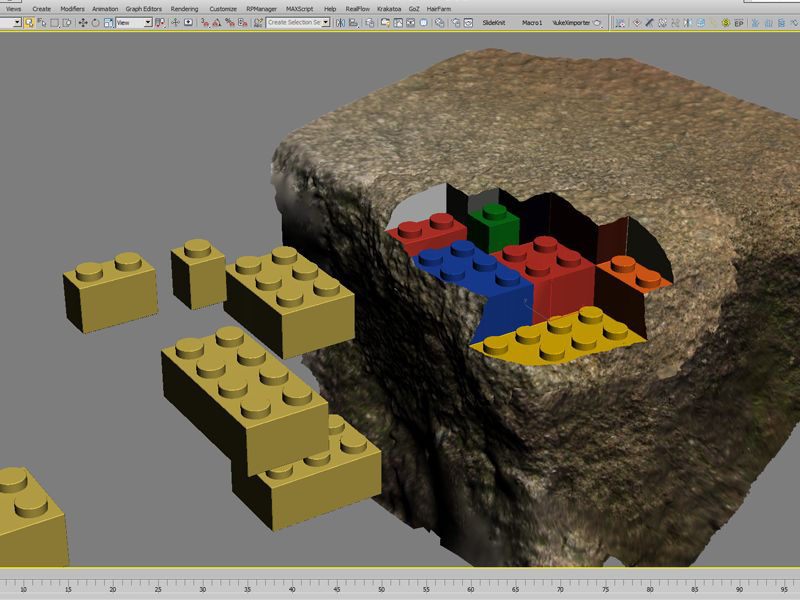 Views Create Modifiers Animation Graph Editors Rendering Customize RPManager MAXScript Help RealFlow Krakatoa GoZ HairFarm
View Create Selection Se SlideKnit Macro1 NukeXimporter EP
10 15 20 25 30 35 40 45 50 55 60 65 70 75 80 85 90 95